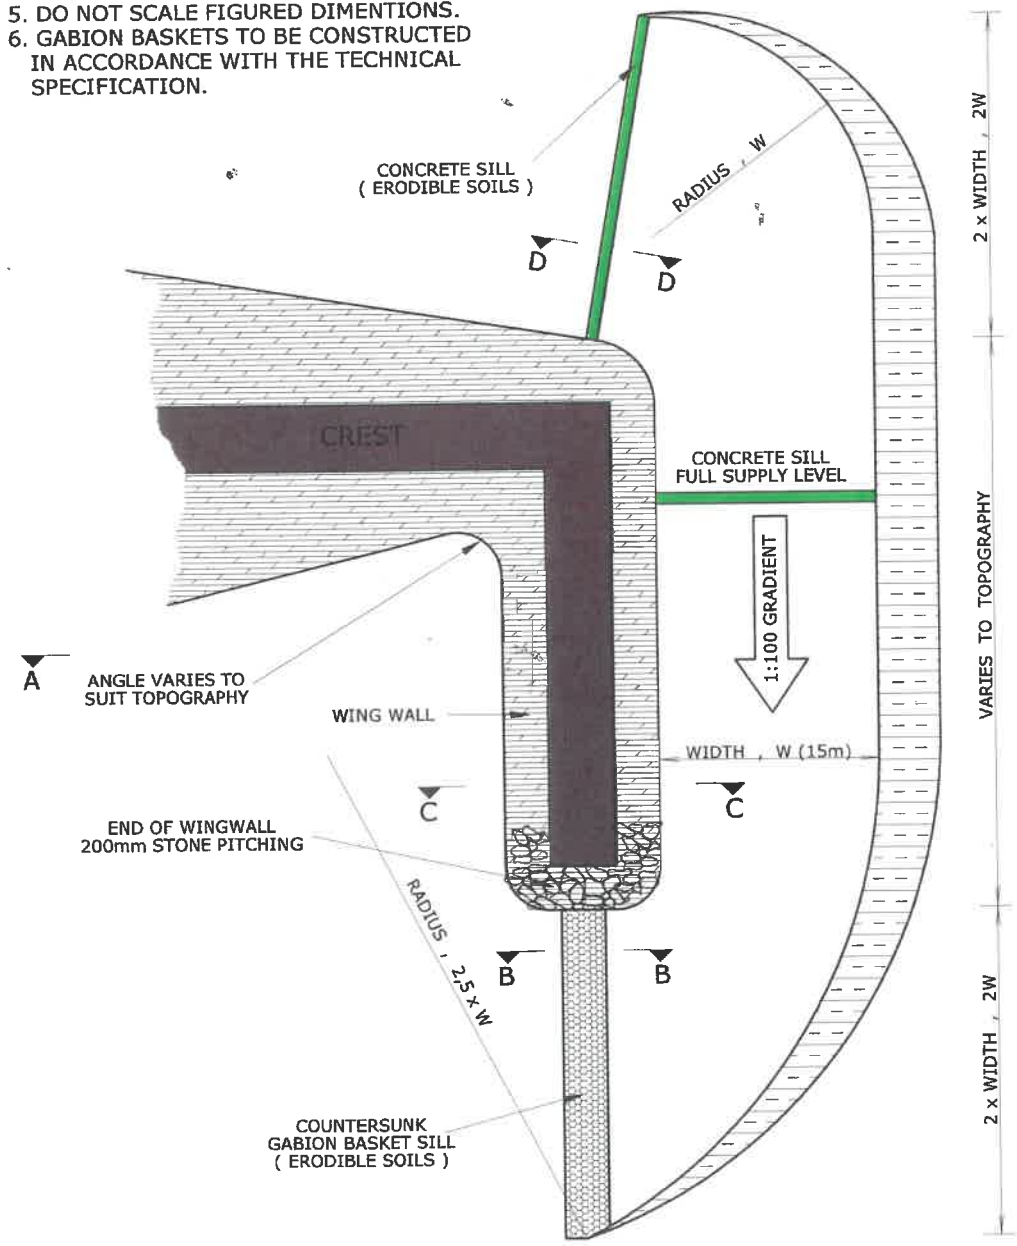 5. DO NOT SCALE FIGURED DIMENTIONS.
6. GABION BASKETS TO BE CONSTRUCTED
IN ACCORDANCE WITH THE TECHNICAL
SPECIFICATION.
CONCRETE SILL
( ERODIBLE SOILS )
RADIUS , W
2 x WIDTH , 2W
D
D
CREST
CONCRETE SILL
FULL SUPPLY LEVEL
1:100 GRADIENT
VARIES TO TOPOGRAPHY
A
ANGLE VARIES TO
SUIT TOPOGRAPHY
WING WALL
WIDTH , W (15m)
C
C
END OF WINGWALL
200mm STONE PITCHING
RADIUS , 2,5 x W
B
B
2 x WIDTH , 2W
COUNTERSUNK
GABION BASKET SILL
( ERODIBLE SOILS )